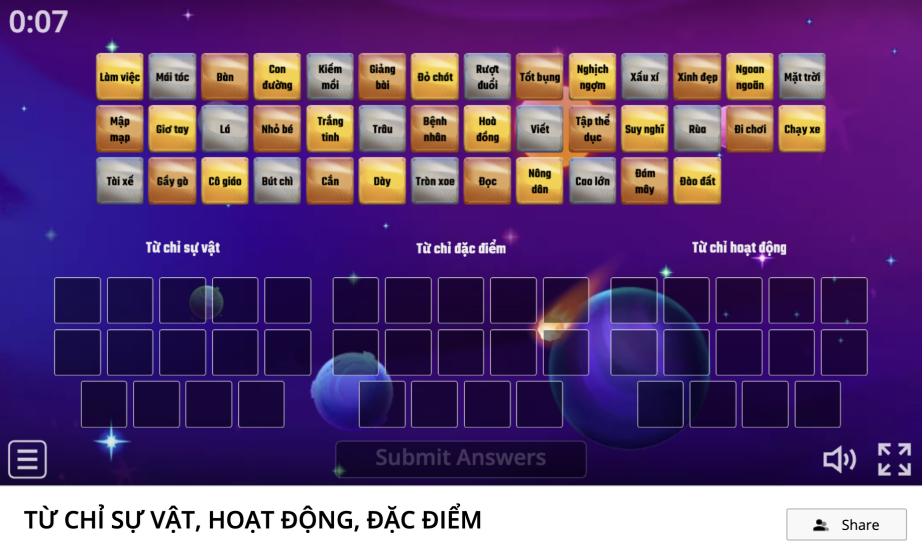 0:07
Làm việc Mái tóc Bàn Con đường Kiếm mồi Giảng bài Đỏ chót Rượt đuổi Tốt bụng Nghịch ngợm Xấu xí Xinh đẹp Ngoan ngoãn Mặt trời
Mập mạp Giơ tay Lá Nhỏ bé Trắng tinh Trâu Bệnh nhân Hoà đồng Viết Tập thể dục Suy nghĩ Rùa Đi chơi Chạy xe
Tài xế Gầy gò Cô giáo Bút chì Cắn Dày Tròn xoe Đọc Nông dân Cao lớn Đám mây Đào đất
Từ chỉ sự vật Từ chỉ đặc điểm Từ chỉ hoạt động
Submit Answers
TỪ CHỈ SỰ VẬT, HOẠT ĐỘNG, ĐẶC ĐIỂM
Share